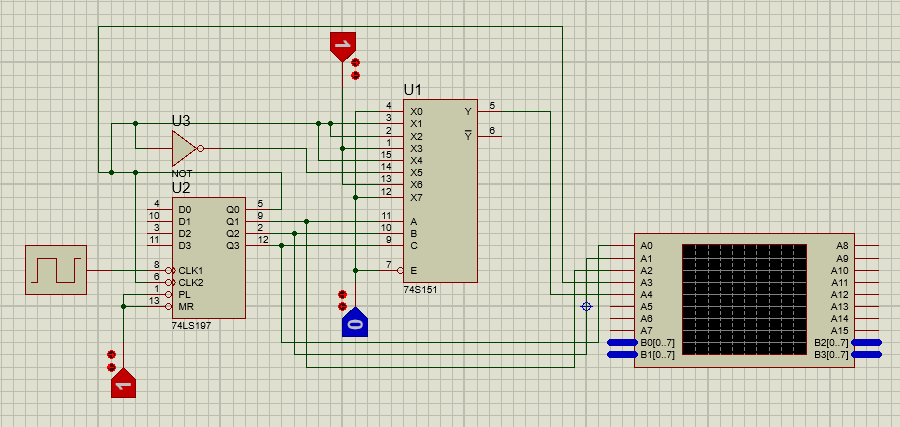 1
U1
4 X0 Y 5
3 X1
2 X2 Y 6
1 X3
15 X4
14 X5
13 X6
12 X7
11 A
10 B
9 C
7 E
74S151
U3
NOT
U2
4 D0 Q0 5
10 D1 Q1 9
3 D2 Q2 2
11 D3 Q3 12
8 CLK1
6 CLK2
1 PL
13 MR
74LS197
0
1
A0 A8
A1 A9
A2 A10
A3 A11
A4 A12
A5 A13
A6 A14
A7 A15
B0[0..7] B2[0..7]
B1[0..7] B3[0..7]